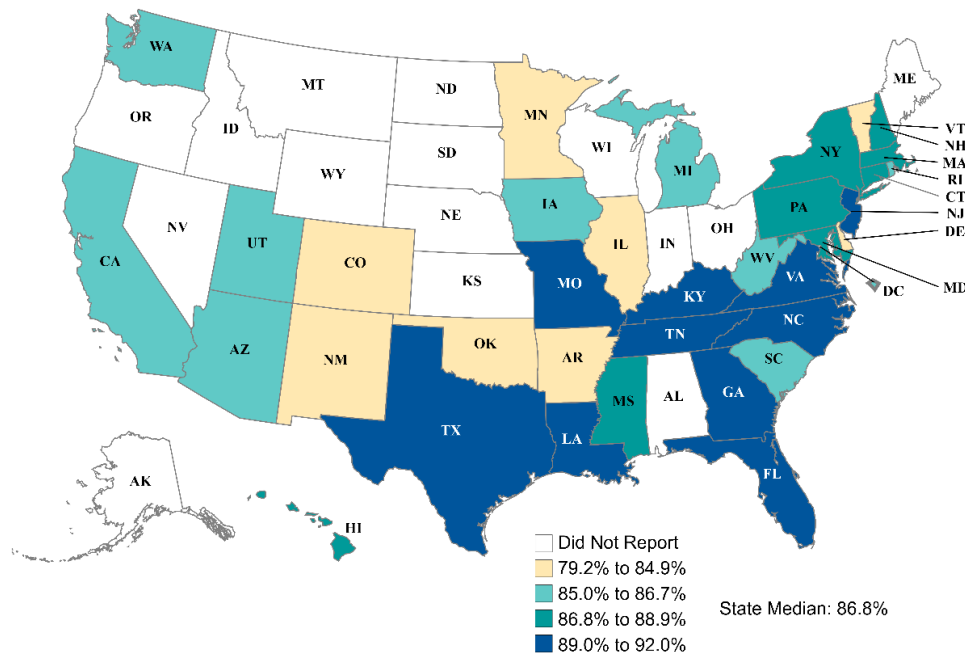 WA
MT
ND
MN
ME
OR
ID
SD
WI
VT
NH
NY
MA
WY
MI
RI
CT
NE
IA
PA
NJ
NV
UT
CO
IL
IN
OH
DE
CA
KS
MO
WV
VA
DC
MD
KY
AZ
NM
OK
AR
TN
NC
SC
MS
AL
GA
TX
LA
FL
AK
HI
Did Not Report
79.2% to 84.9%
85.0% to 86.7%
86.8% to 88.9%
89.0% to 92.0%
State Median: 86.8%